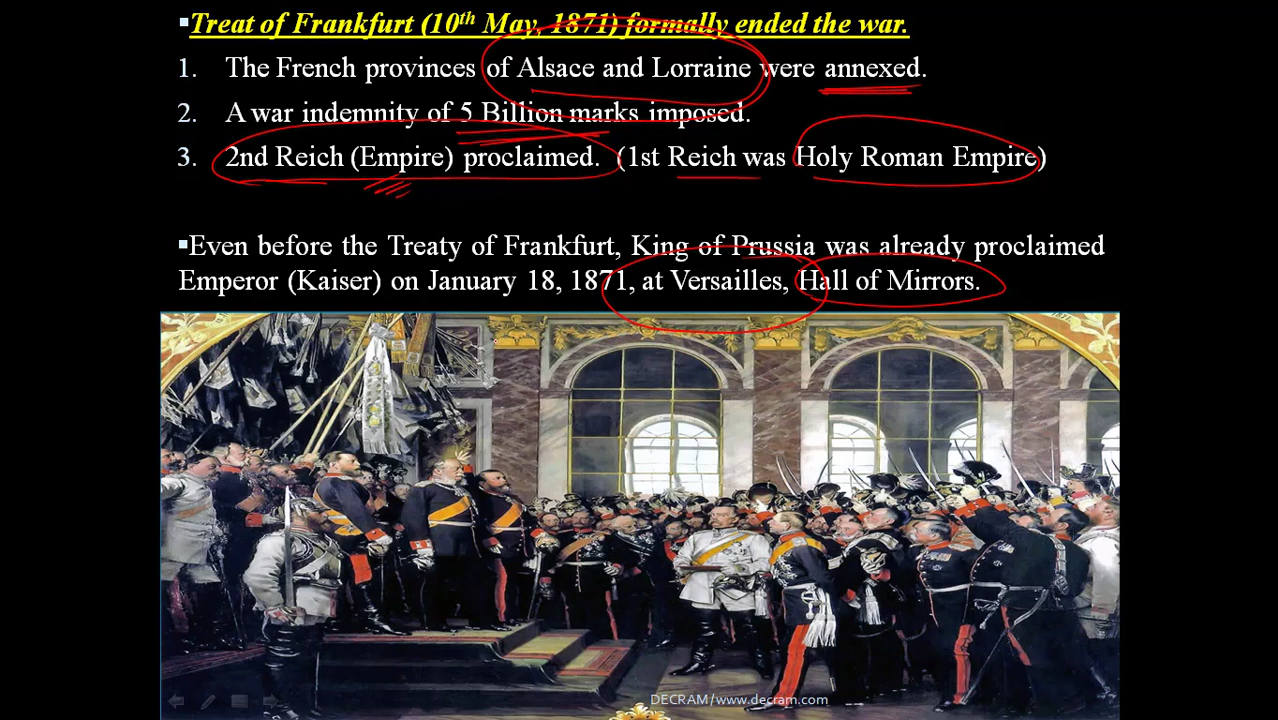 ▪Treat of Frankfurt (10th May, 1871) formally ended the war.
1. The French provinces of Alsace and Lorraine were annexed.
2. A war indemnity of 5 Billion marks imposed.
3. 2nd Reich (Empire) proclaimed. (1st Reich was Holy Roman Empire)
▪Even before the Treaty of Frankfurt, King of Prussia was already proclaimed
Emperor (Kaiser) on January 18, 1871, at Versailles, Hall of Mirrors.
DECRAM/www.decram.com